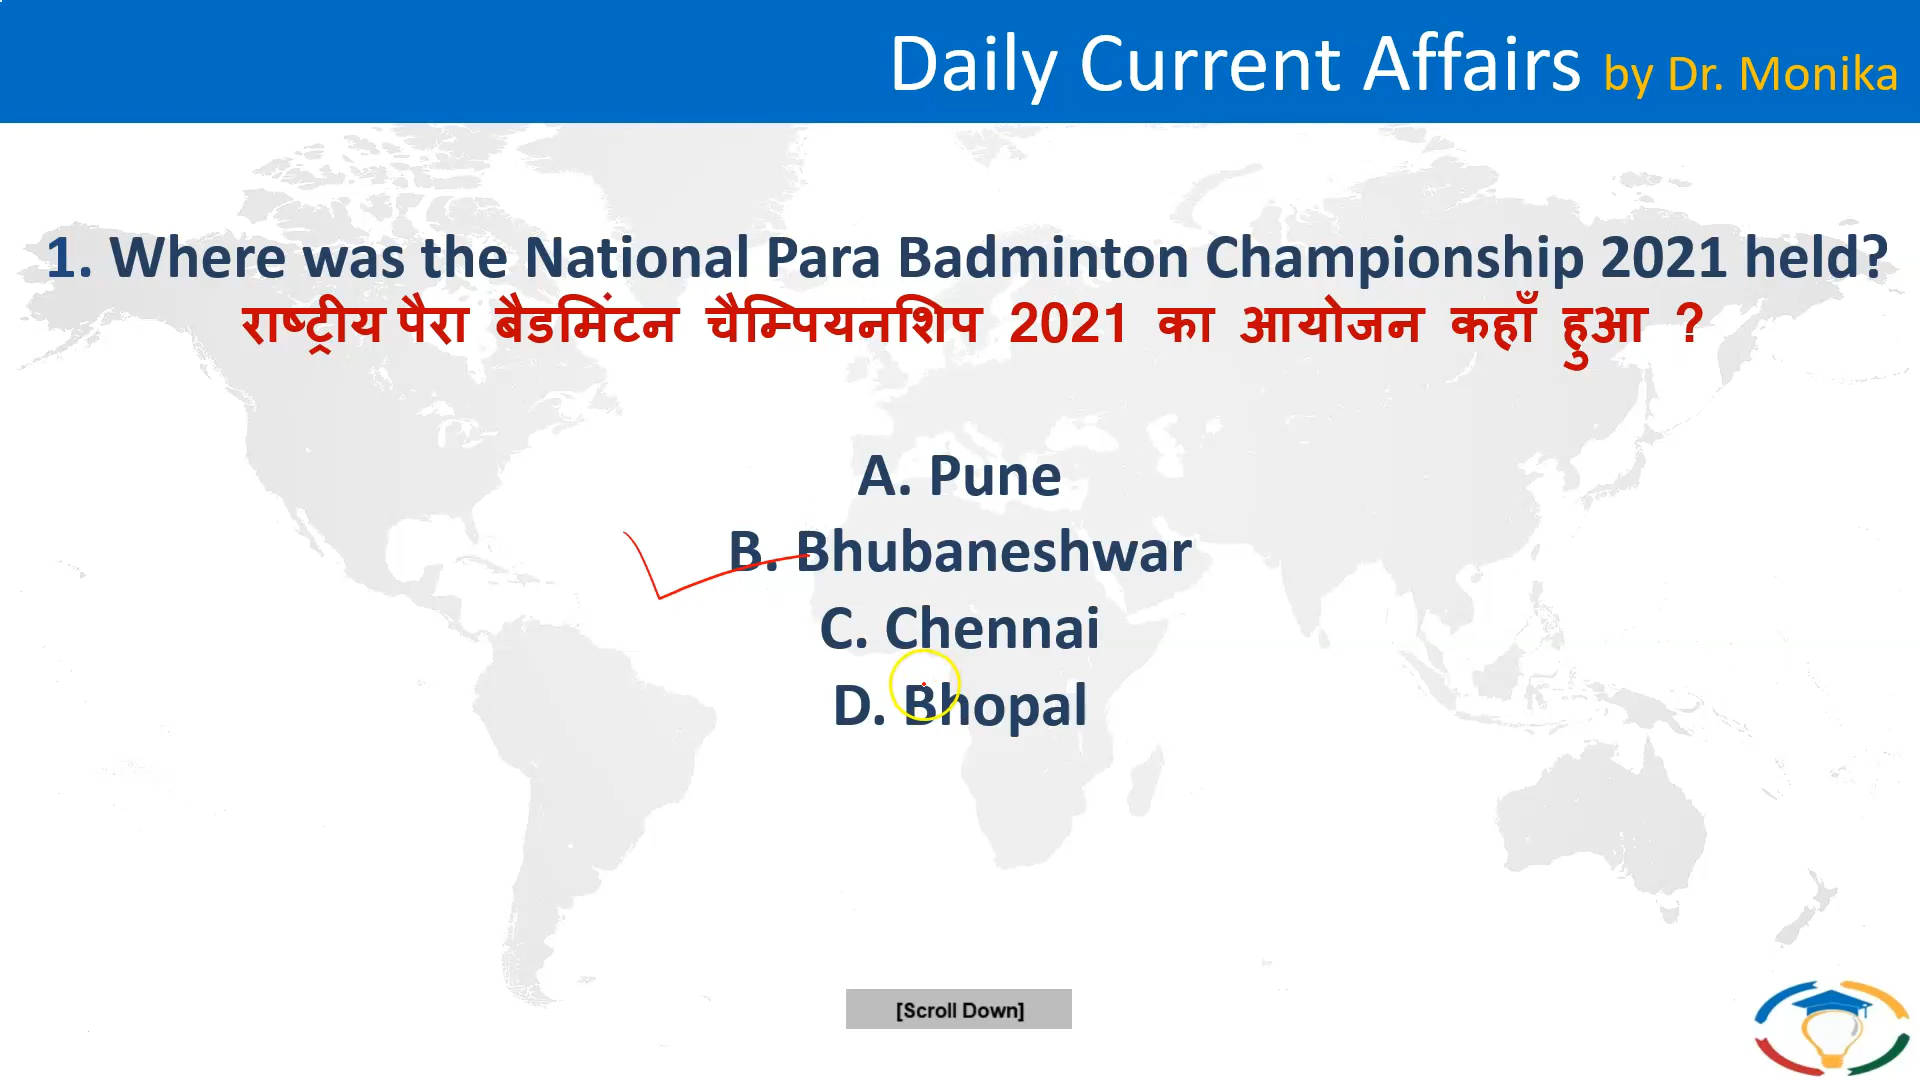 Daily Current Affairs by Dr. Monika
1. Where was the National Para Badminton Championship 2021 held?
राष्ट्रीय पैरा बैडमिंटन चैम्पियनशिप 2021 का आयोजन कहाँ हुआ ?
A. Pune
B. Bhubaneshwar
C. Chennai
D. Bhopal
[Scroll Down]